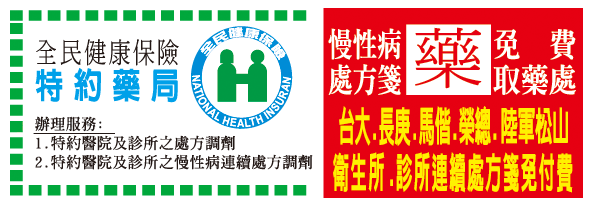 全民健康保險
特約藥局
全民健康保險
NATIONAL HEALTH INSURAN
辦理服務：
1.特約醫院及診所之處方調劑
2.特約醫院及診所之慢性病連續處方調劑
慢性病
處方箋
藥
免費
取藥處
台大.長庚.馬偕.榮總.陸軍松山
衛生所.診所連續處方箋免付費